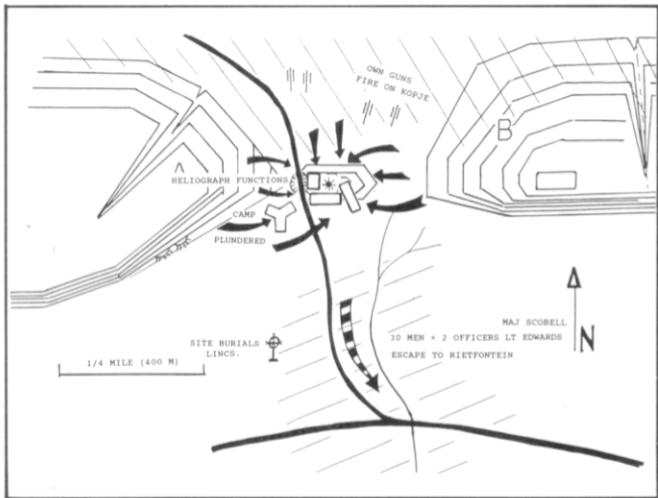 OWN GUNS
FIRE ON KOPJE
B
A
HELIOGRAPH FUNCTIONS
CAMP
PLUNDERED
MAJ SCOBELL
30 MEN + 2 OFFICERS LT EDWARDS
ESCAPE TO RIETFONTEIN
N
SITE BURIALS
LINCS.
1/4 MILE (400 M)